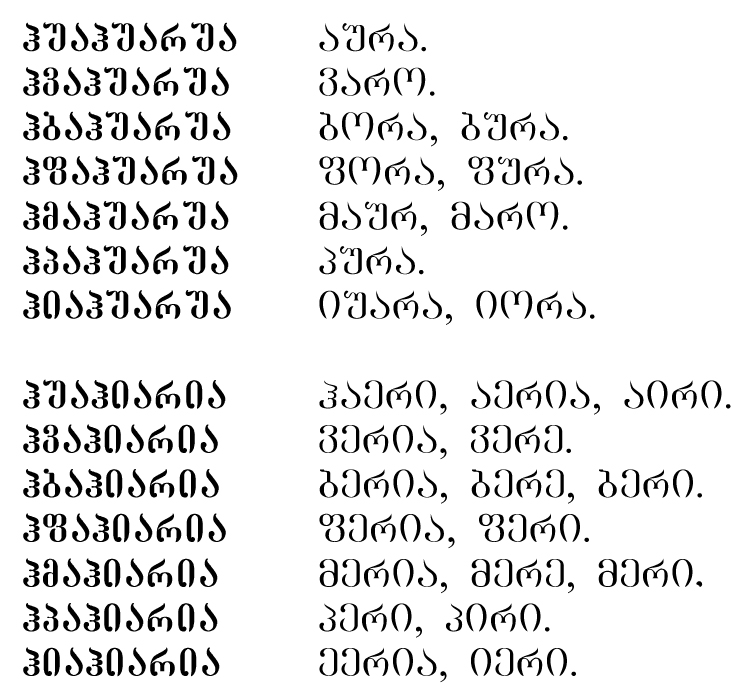 ჰუაჰუარუა აურა.
ჰვაჰუარუა ვარო.
ჰბაჰუარუა ბორა, ბურა.
ჰფაჰუარუა ფორა, ფურა.
ჰმაჰუარუა მაურ, მარო.
ჰპაჰუარუა პურა.
ჰიაჰუარუა იუარა, იორა.
ჰუაჰიარია ჰაერი, აერია, აირი.
ჰვაჰიარია ვერია, ვერე.
ჰბაჰიარია ბერია, ბერე, ბერი.
ჰფაჰიარია ფერია, ფერი.
ჰმაჰიარია მერია, მერე, მერი.
ჰპაჰიარია პერი, პირი.
ჰიაჰიარია ეერია, იერი.